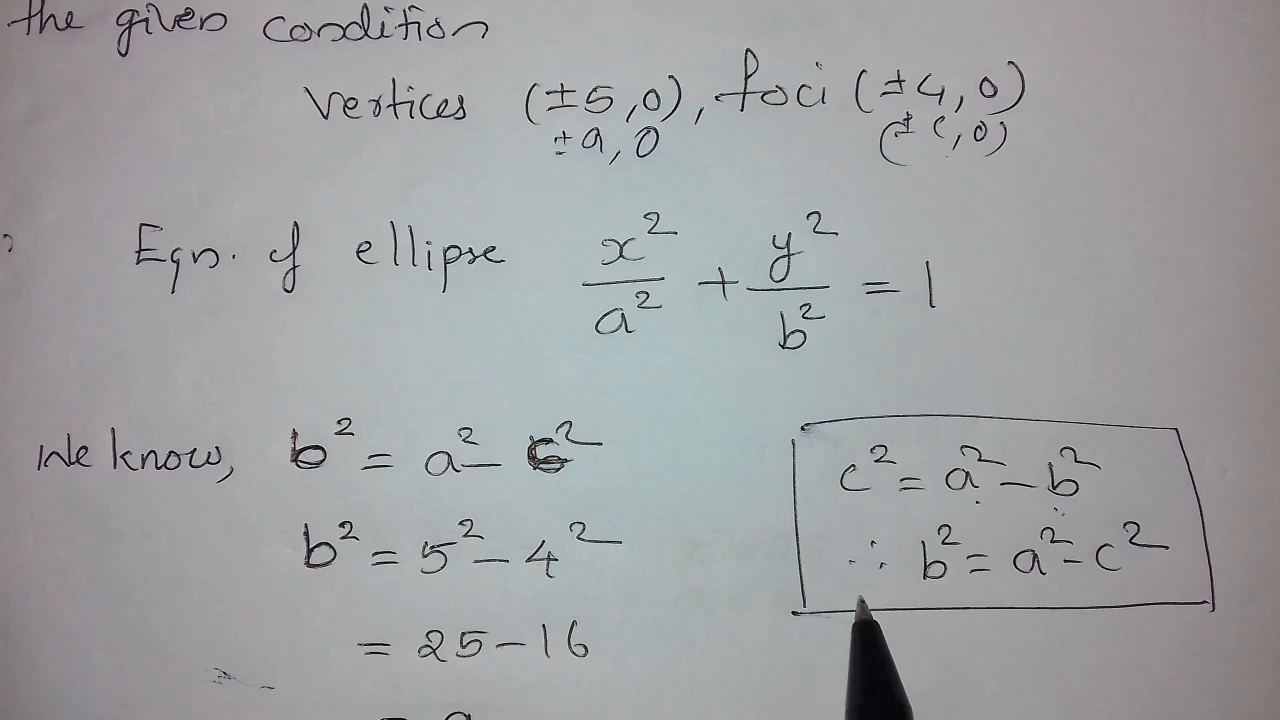 the given condition
Vertices (±5,0), foci (±4,0)
±a,0 (±c,0)
Eqn. of ellipse x²/a² + y²/b² = 1
We know, b² = a² - c²
b² = 5² - 4²
= 25 - 16
= 9
c² = a² - b²
∴ b² = a² - c²